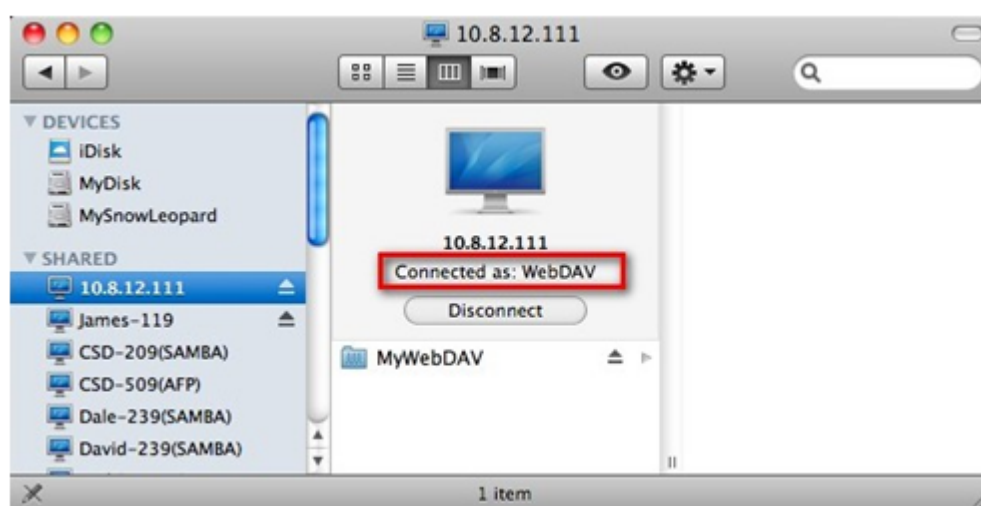 10.8.12.111
DEVICES
iDisk
MyDisk
MySnowLeopard
SHARED
10.8.12.111
James-119
CSD-209(SAMBA)
CSD-509(AFP)
Dale-239(SAMBA)
David-239(SAMBA)
10.8.12.111
Connected as: WebDAV
Disconnect
MyWebDAV
1 item